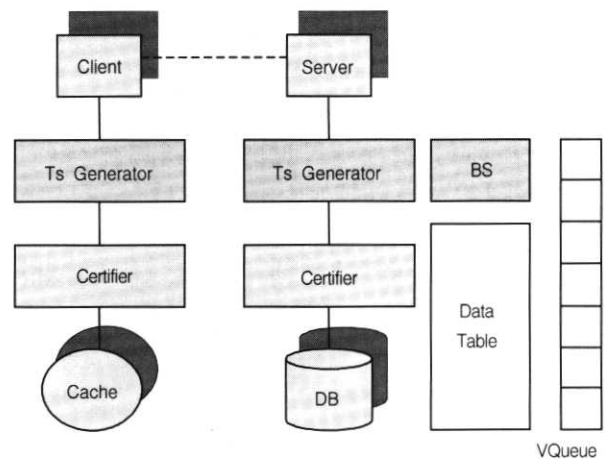 Client
Server
Ts Generator
Ts Generator
BS
Certifier
Certifier
Data
Table
Cache
DB
VQueue